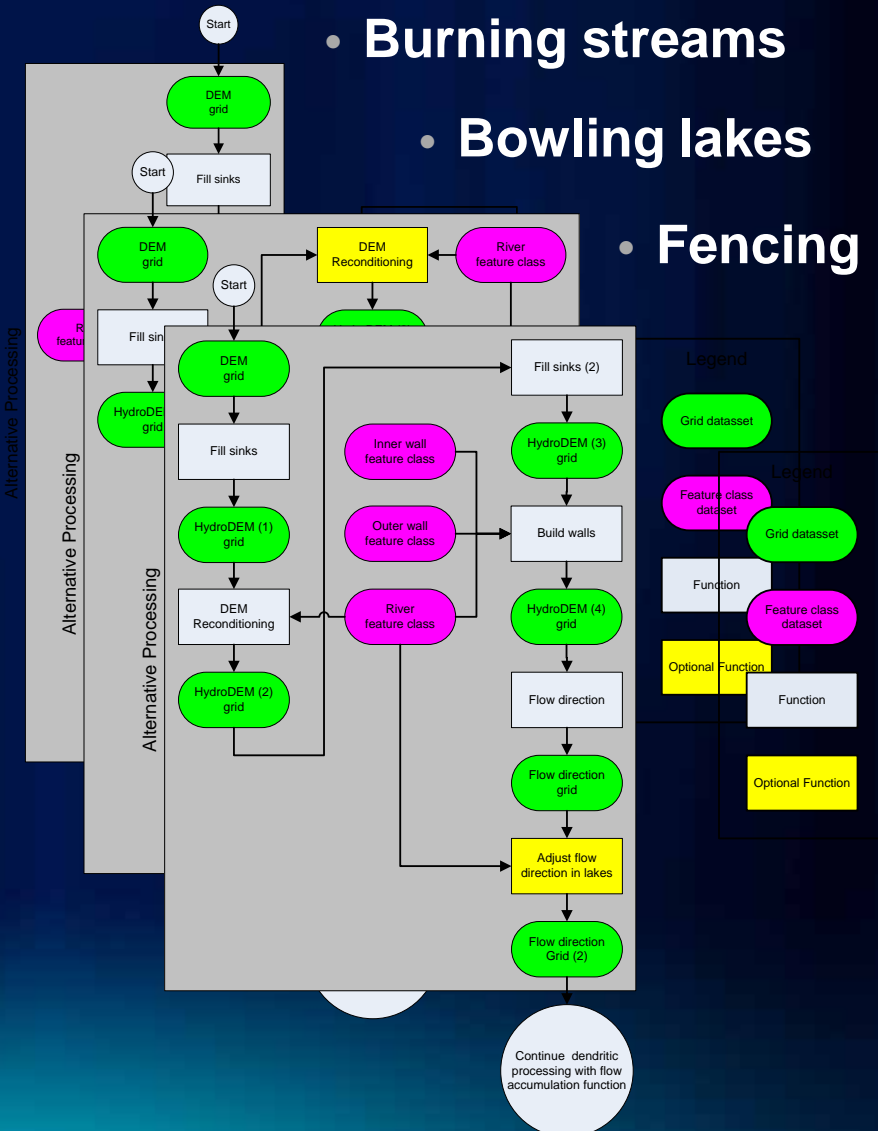 Burning streams
Bowling lakes
Fencing
Start
DEM
grid
Fill sinks
Alternative Processing
Start
DEM
grid
Fill sin
HydroDE
grid
R
featur
DEM
Reconditioning
River
feature class
Alternative Processing
Start
DEM
grid
Fill sinks
HydroDEM (1)
grid
DEM
Reconditioning
HydroDEM (2)
grid
Inner wall
feature class
Outer wall
feature class
River
feature class
Fill sinks (2)
HydroDEM (3)
grid
Build walls
HydroDEM (4)
grid
Flow direction
Flow direction
grid
Adjust flow
direction in lakes
Flow direction
Grid (2)
Continue dendritic
processing with flow
accumulation function
Alternative Processing
Legend
Grid datasset
Feature class
dataset
Function
Optional Function
Legend
Grid datasset
Feature class
dataset
Function
Optional Function